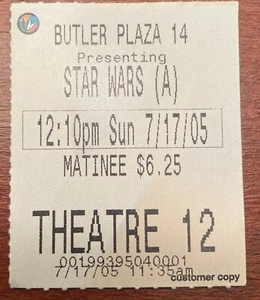 BUTLER PLAZA 14
Presenting
STAR WARS (A)
12:10pm Sun 7/17/05
MATINEE $6.25
THEATRE 12
00199395040001
7/17/05 11:35am
customer copy